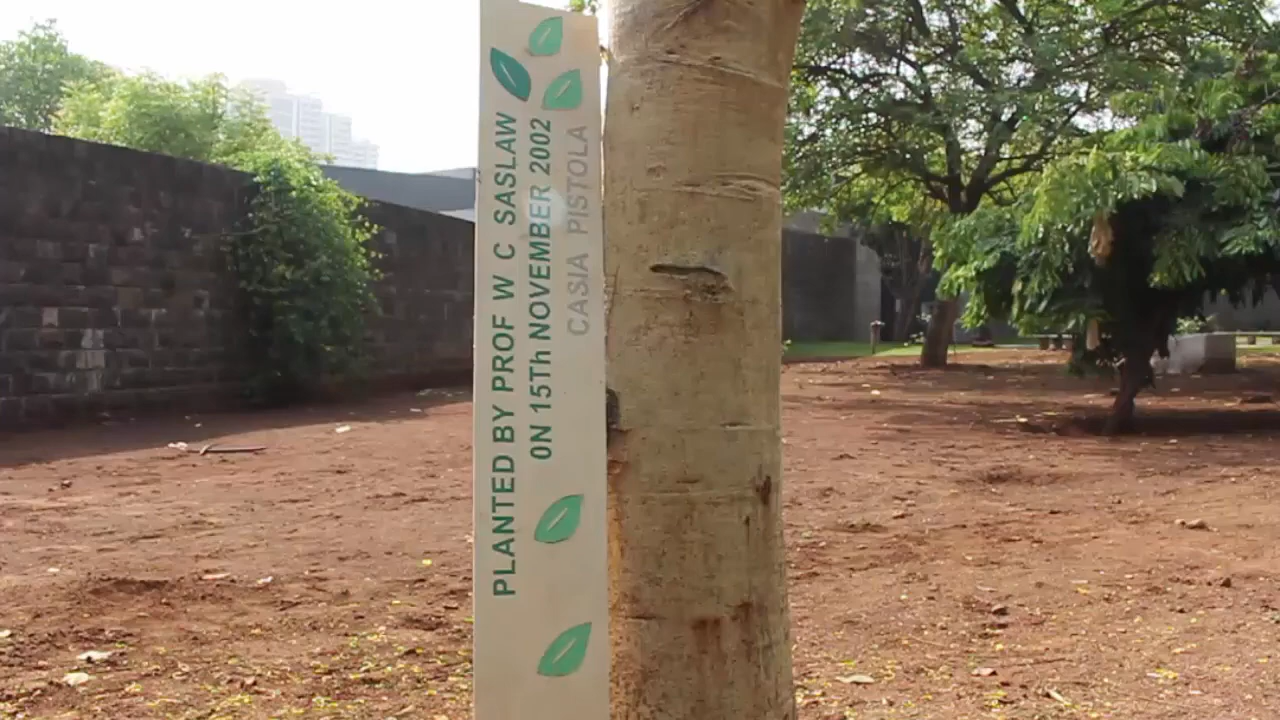 PLANTED BY PROF W C SASLAW
0N 15Th NOVEMBER 2002
CASIA PISTOLA